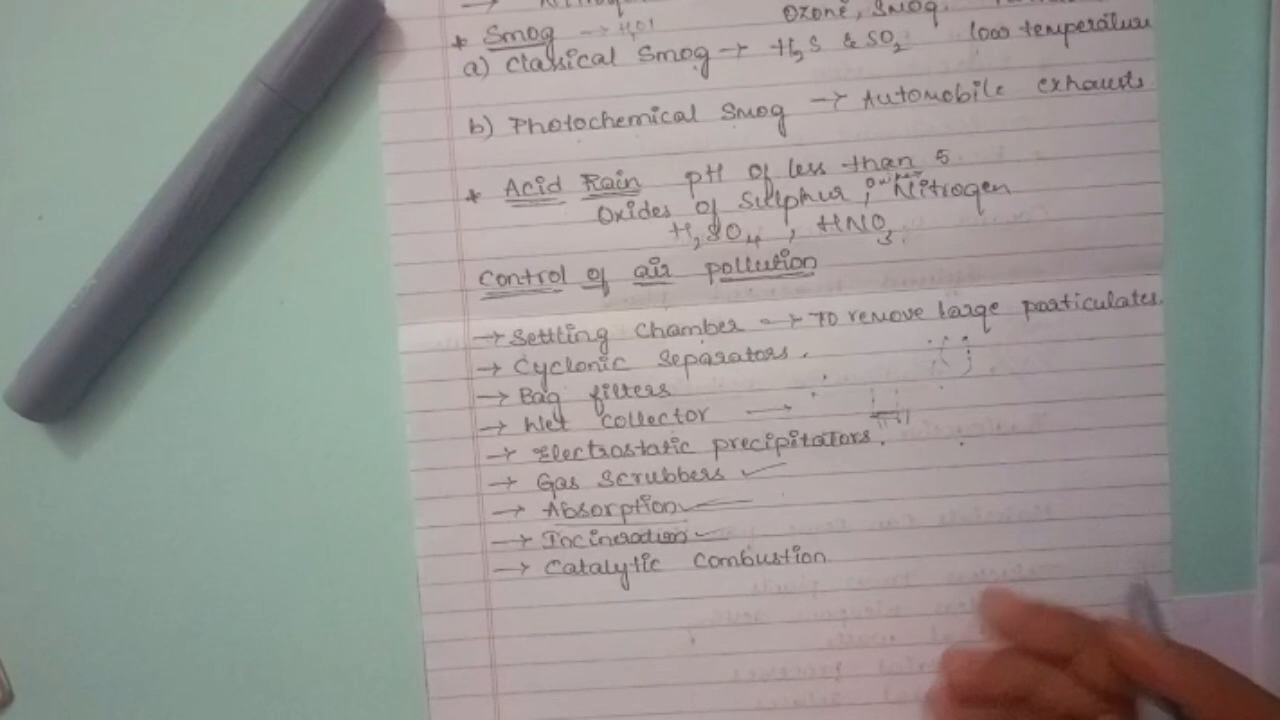 Ozone, Smog.
* Smog →
a) Classical Smog → H2S & SO2 low temperature
b) Photochemical Smog → Automobile exhausts
* Acid Rain pH of less than 5
Oxides of Sulphur, Nitrogen
H2SO4, HNO3.
Control of air pollution
→ Settling Chamber → To remove large particulates.
→ Cyclonic Separators.
→ Bag filters
→ Wet collector →
→ Electrostatic precipitators.
→ Gas Scrubbers
→ Absorption
→ Incineration
→ Catalytic Combustion